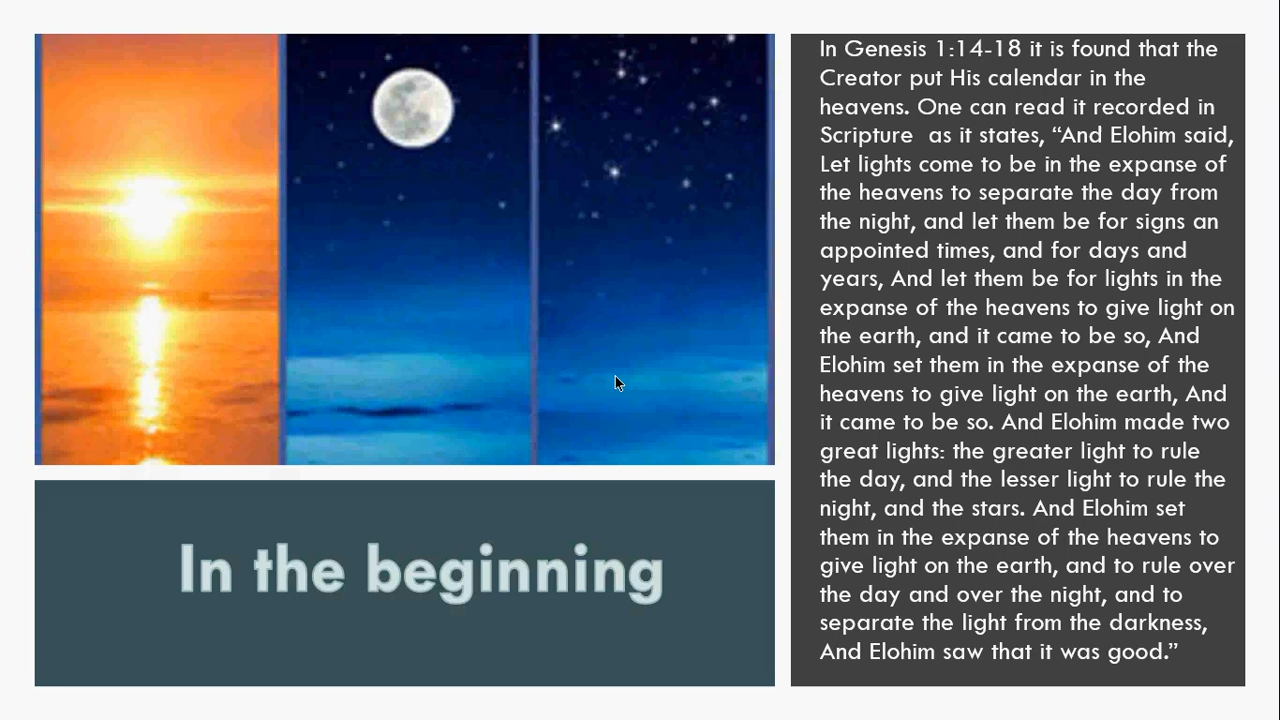 In Genesis 1:14-18 it is found that the
Creator put His calendar in the
heavens. One can read it recorded in
Scripture  as it states, “And Elohim said,
Let lights come to be in the expanse of
the heavens to separate the day from
the night, and let them be for signs an
appointed times, and for days and
years, And let them be for lights in the
expanse of the heavens to give light on
the earth, and it came to be so, And
Elohim set them in the expanse of the
heavens to give light on the earth, And
it came to be so. And Elohim made two
great lights: the greater light to rule
the day, and the lesser light to rule the
night, and the stars. And Elohim set
them in the expanse of the heavens to
give light on the earth, and to rule over
the day and over the night, and to
separate the light from the darkness,
And Elohim saw that it was good.”
In the beginning